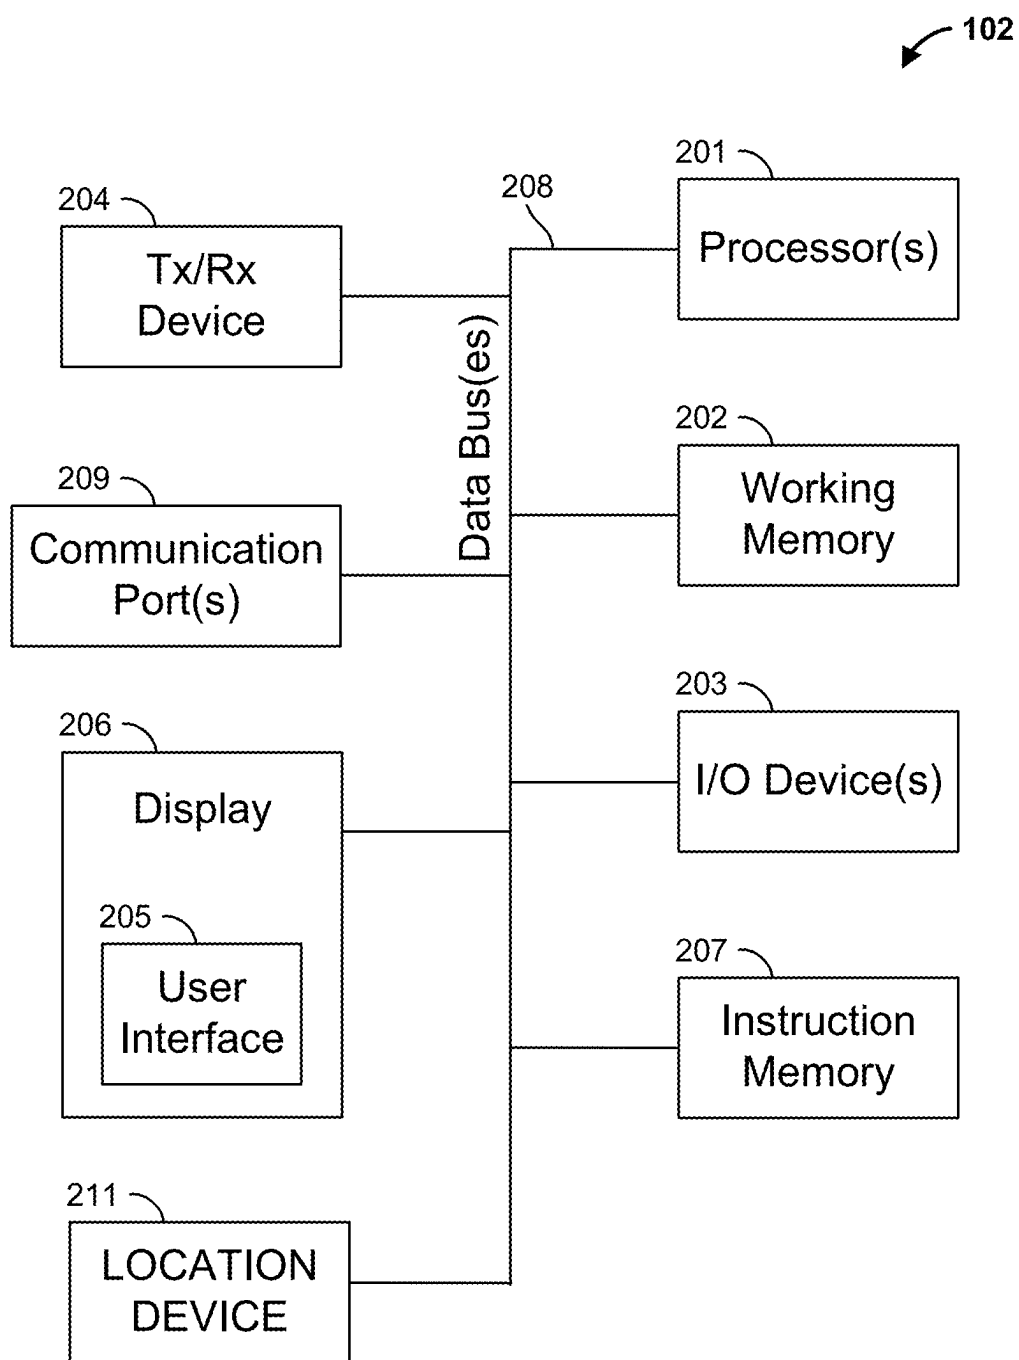 102
201
204
208
Processor(s)
Tx/Rx
Device
Data Bus(es)
202
209
Working
Memory
Communication
Port(s)
203
206
I/O Device(s)
Display
205
207
User
Interface
Instruction
Memory
211
LOCATION
DEVICE